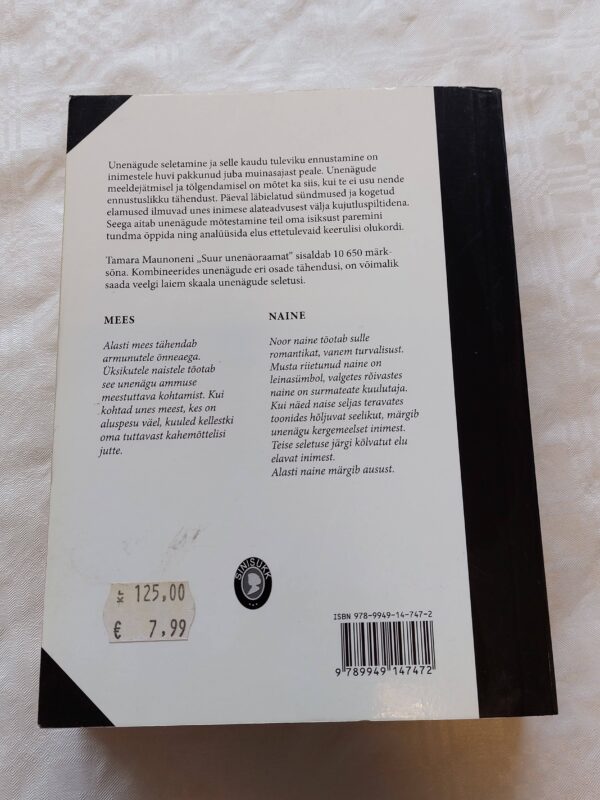 Unenägude seletamine ja selle kaudu tuleviku ennustamine on
inimestele huvi pakkunud juba muinasajast peale. Unenägude
meeldejätmisel ja tõlgendamisel on mõtet ka siis, kui te ei usu nende
ennustuslikku tähendust. Päeval läbielatud sündmused ja kogetud
elamused ilmuvad unes inimese alateadvusest välja kujutluspiltidena.
Seega aitab unenägude mõtestamine teil oma isiksust paremini
tundma õppida ning analüüsida elus ettetulevaid keerulisi olukordi.
Tamara Maunoneni „Suur unenäoraamat” sisaldab 10 650 märk-
sõna. Kombineerides unenägude eri osade tähendusi, on võimalik
saada veelgi laiem skaala unenägude seletusi.
MEES
Alasti mees tähendab
armunutele õnneaega.
Üksikutele naistele tõotab
see unenägu ammuse
meestuttava kohtamist. Kui
kohtad unes meest, kes on
aluspesu väel, kuuled kellestki
oma tuttavast kahemõttelisi
jutte.
NAINE
Noor naine tõotab sulle
romantikat, vanem turvalisust.
Musta riietunud naine on
leinasümbol, valgetes rõivastes
naine on surmateate kuulutaja.
Kui näed naise seljas teravates
toonides hõljuvat seelikut, märgib
unenägu kergemeelset inimest.
Teise seletuse järgi kõlvatut elu
elavat inimest.
Alasti naine märgib ausust.
SINISUKK
kr 125,00
€ 7,99
ISBN 978-9949-14-747-2
9 789949 147472